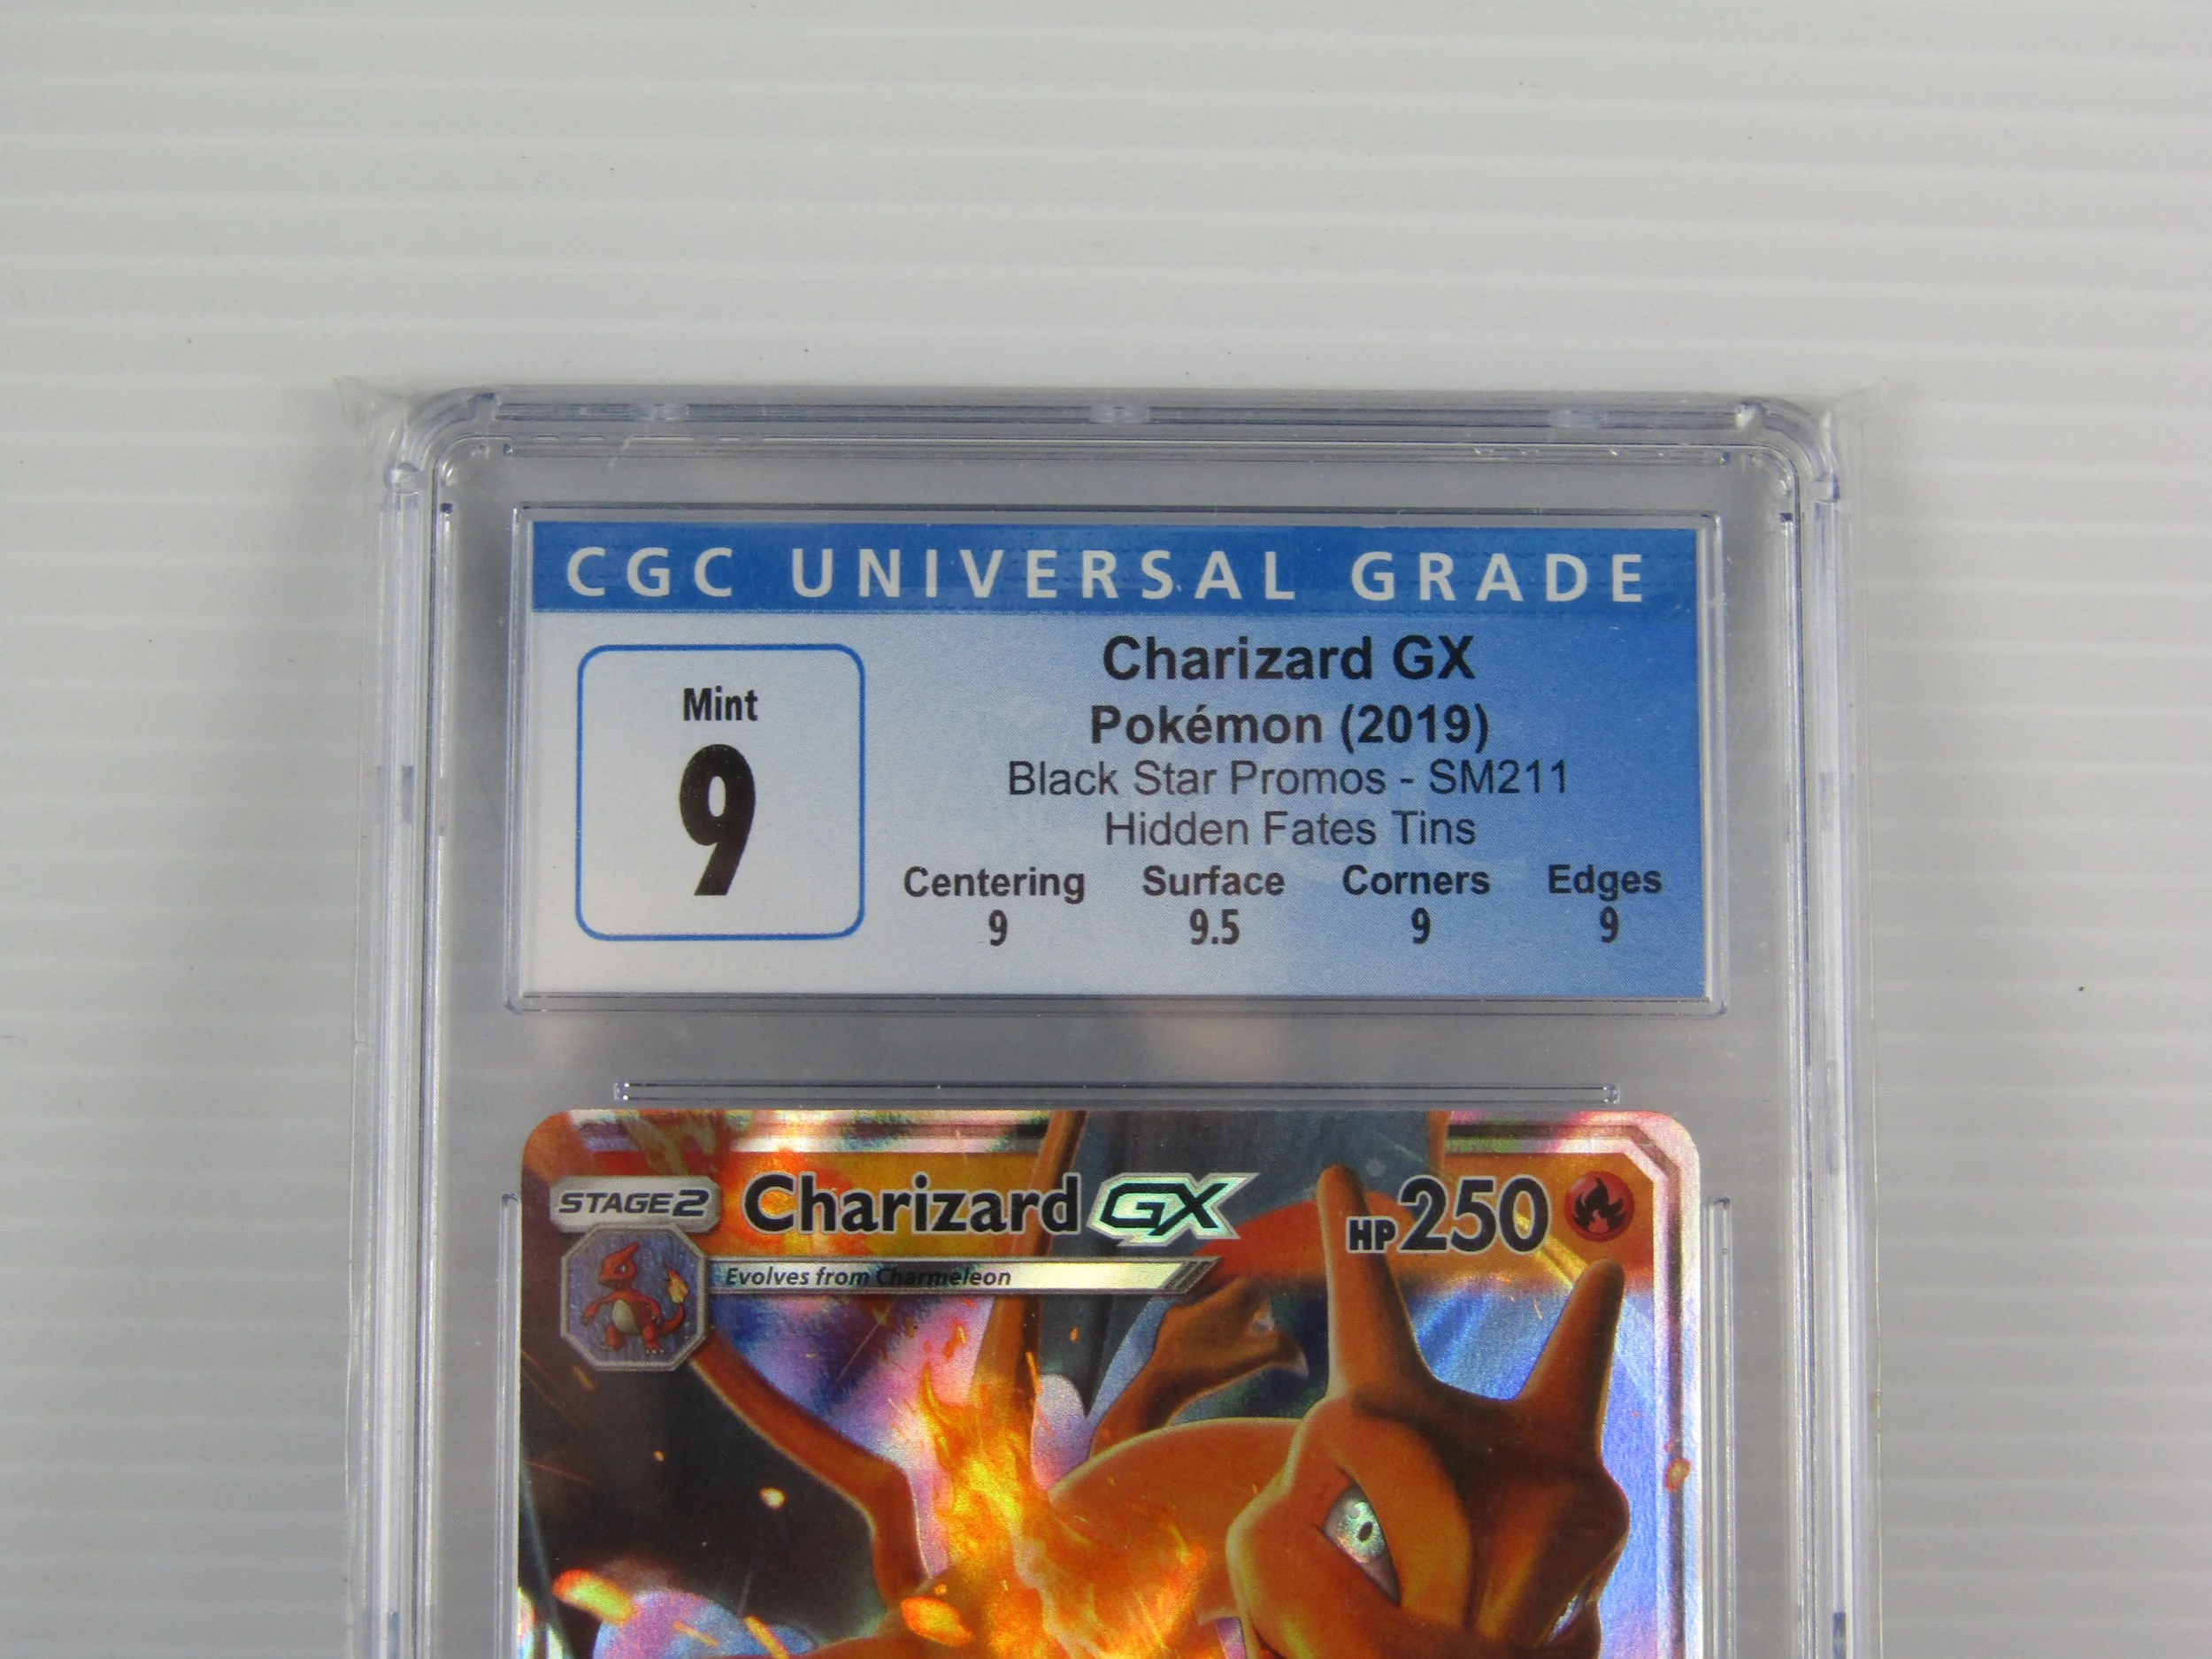 CGC UNIVERSAL GRADE
Mint
9
Charizard GX
Pokémon (2019)
Black Star Promos - SM211
Hidden Fates Tins
Centering Surface Corners Edges
9 9.5 9 9
STAGE2 Charizard GX HP250
Evolves from Charmeleon